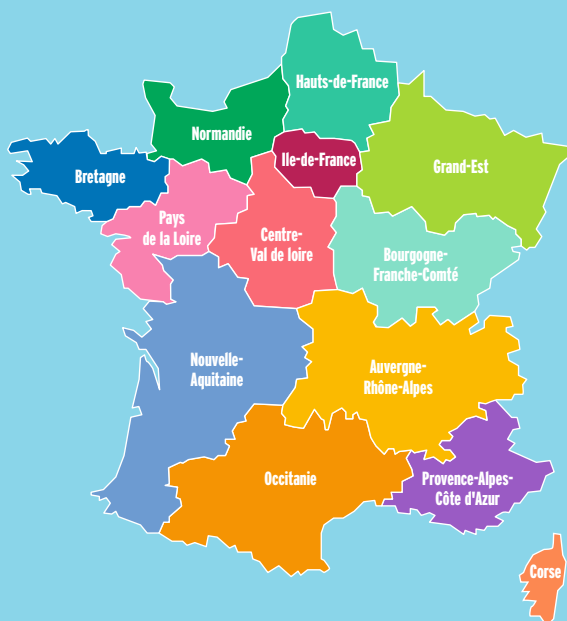 Hauts-de-France
Normandie
Ile-de-France
Grand-Est
Bretagne
Pays
de la Loire
Centre-
Val de loire
Bourgogne-
Franche-Comté
Nouvelle-
Aquitaine
Auvergne-
Rhône-Alpes
Occitanie
Provence-Alpes-
Côte d'Azur
Corse